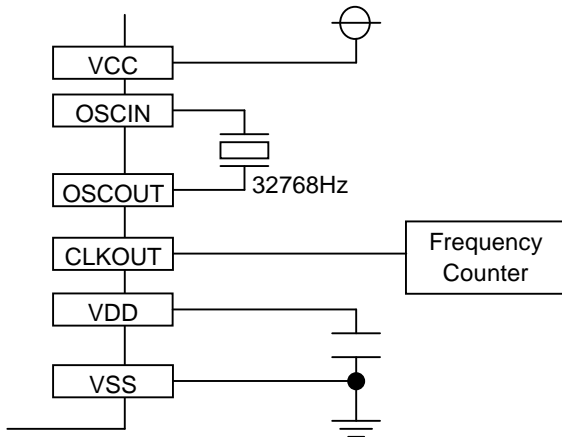 VCC
OSCIN
32768Hz
OSCOUT
CLKOUT
Frequency
Counter
VDD
VSS